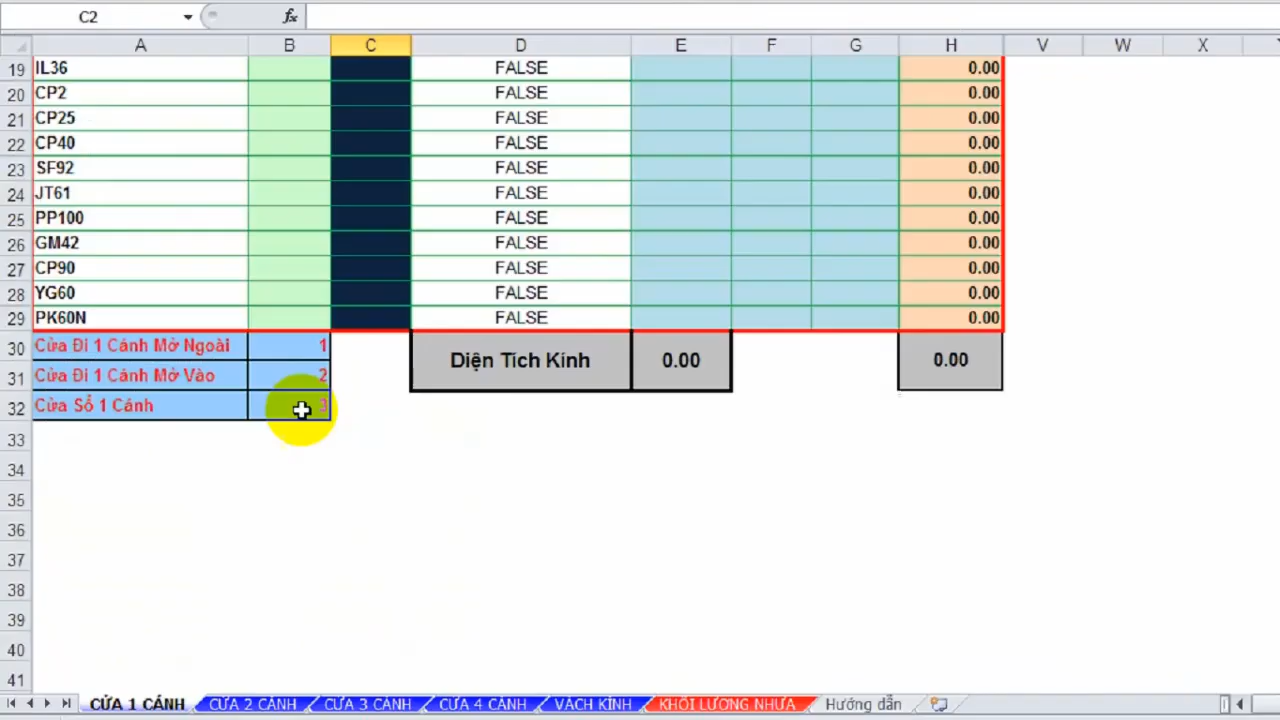 C2 fx
A B C D E F G H V W X
19 IL36 FALSE 0.00
20 CP2 FALSE 0.00
21 CP25 FALSE 0.00
22 CP40 FALSE 0.00
23 SF92 FALSE 0.00
24 JT61 FALSE 0.00
25 PP100 FALSE 0.00
26 GM42 FALSE 0.00
27 CP90 FALSE 0.00
28 YG60 FALSE 0.00
29 PK60N FALSE 0.00
30 Cửa Đi 1 Cánh Mở Ngoài 1
Diện Tích Kính 0.00 0.00
31 Cửa Đi 1 Cánh Mở Vào 2
32 Cửa Sổ 1 Cánh 3
33
34
35
36
37
38
39
40
41
CỬA 1 CÁNH CỬA 2 CÁNH CỬA 3 CÁNH CỬA 4 CÁNH VÁCH KÍNH KHỐI LƯỢNG NHỰA Hướng dẫn